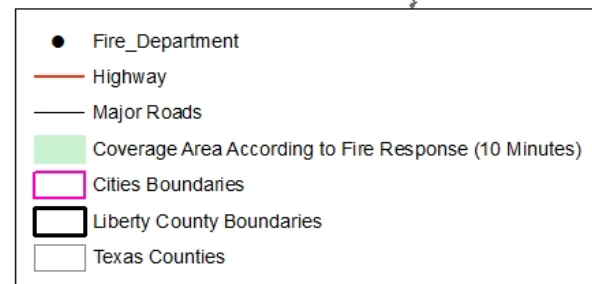 Fire_Department
Highway
Major Roads
Coverage Area According to Fire Response (10 Minutes)
Cities Boundaries
Liberty County Boundaries
Texas Counties